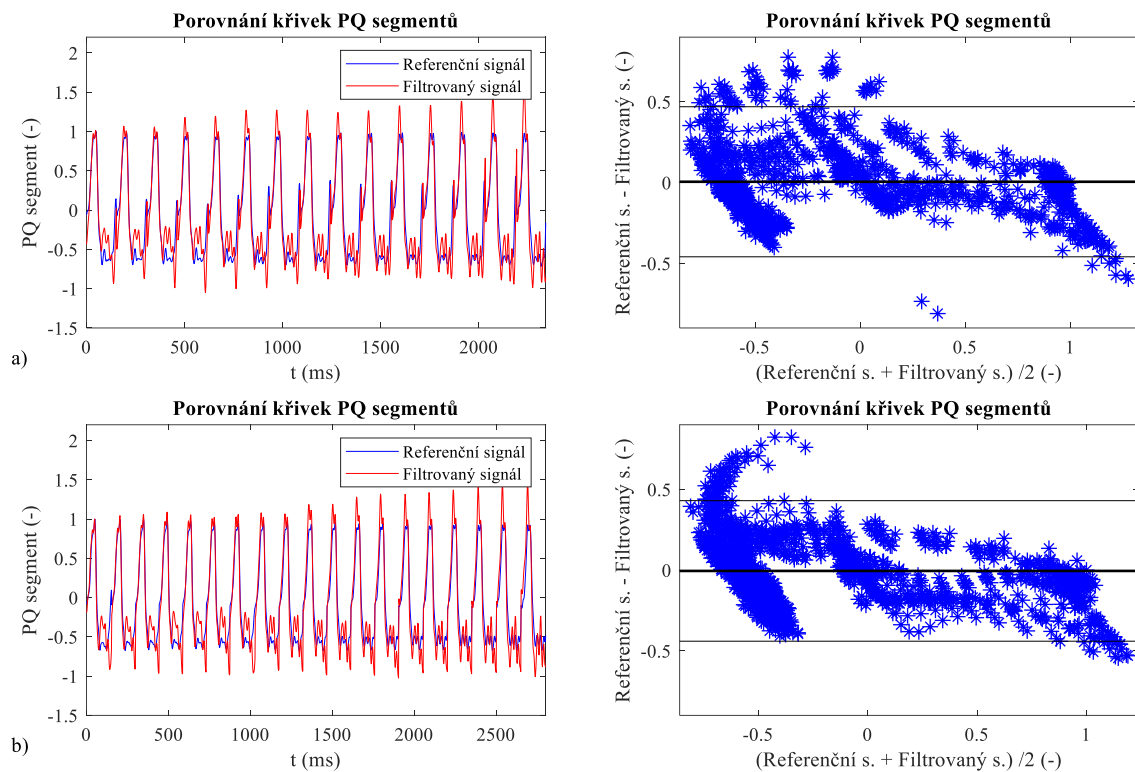 Porovnání křivek PQ segmentů
2
1.5
1
0.5
0
-0.5
-1
-1.5
PQ segment (-)
Referenční signál
Filtrovaný signál
0
500
1000
1500
2000
t (ms)
a)
Porovnání křivek PQ segmentů
0.5
0
-0.5
Referenční s. - Filtrovaný s. (-)
-0.5
0
0.5
1
(Referenční s. + Filtrovaný s.) /2 (-)
Porovnání křivek PQ segmentů
2
1.5
1
0.5
0
-0.5
-1
-1.5
PQ segment (-)
Referenční signál
Filtrovaný signál
0
500
1000
1500
2000
2500
t (ms)
b)
Porovnání křivek PQ segmentů
0.5
0
-0.5
Referenční s. - Filtrovaný s. (-)
-0.5
0
0.5
1
(Referenční s. + Filtrovaný s.) /2 (-)